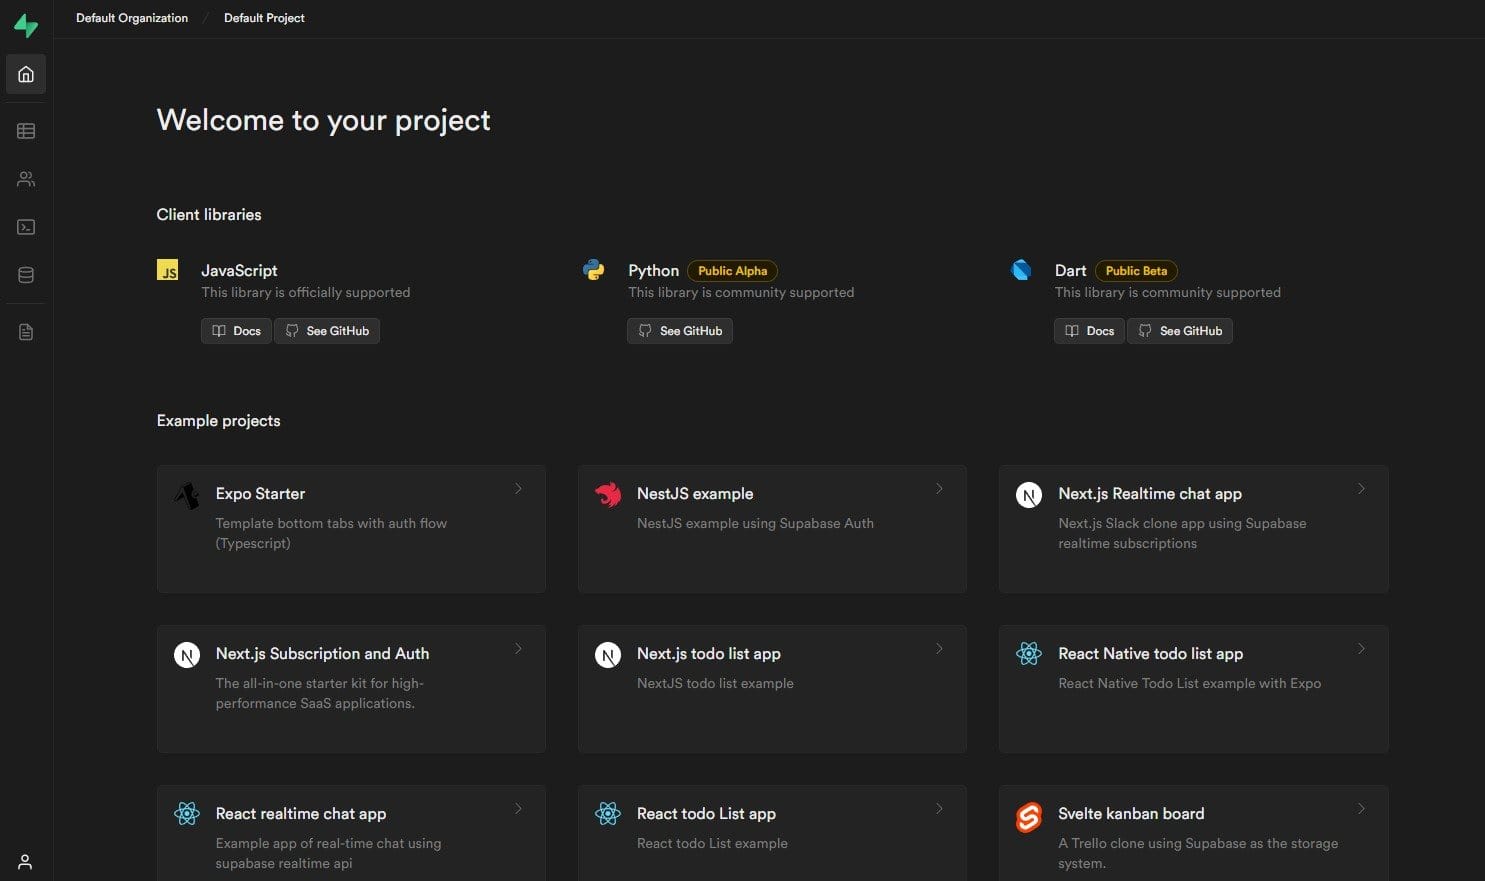 Default Organization / Default Project
Welcome to your project
Client libraries
JS
JavaScript
This library is officially supported
Docs
See GitHub
Python Public Alpha
This library is community supported
See GitHub
Dart Public Beta
This library is community supported
Docs
See GitHub
Example projects
Expo Starter
Template bottom tabs with auth flow
(Typescript)
NestJS example
NestJS example using Supabase Auth
N
Next.js Realtime chat app
Next.js Slack clone app using Supabase
realtime subscriptions
N
Next.js Subscription and Auth
The all-in-one starter kit for high-
performance SaaS applications.
N
Next.js todo list app
NextJS todo list example
React Native todo list app
React Native Todo List example with Expo
React realtime chat app
Example app of real-time chat using
supabase realtime api
React todo List app
React todo List example
Svelte kanban board
A Trello clone using Supabase as the storage
system.